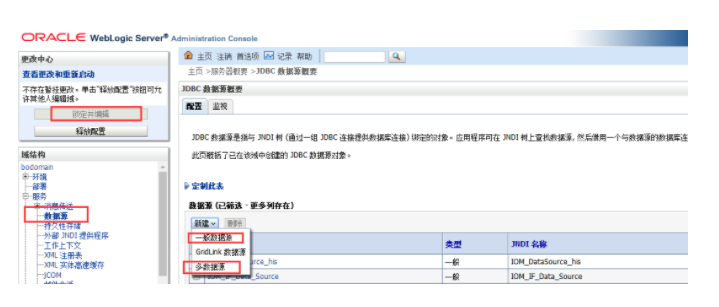 ORACLE WebLogic Server® Administration Console
更改中心
查看更改和重新启动
不存在暂挂更改。单击"释放配置"按钮可允
许其他人编辑域。
锁定并编辑
释放配置
域结构
bodomain
环境
部署
服务
消息传送
数据源
持久性存储
外部 JNDI 提供程序
工作上下文
XML 注册表
XML 实体高速缓存
jCOM
主页 注销 首选项 记录 帮助
主页 >服务器概要 >JDBC 数据源概要
JDBC 数据源概要
配置 监视
JDBC 数据源是指与 JNDI 树 (通过一组 JDBC 连接提供数据库连接) 绑定的对象。应用程序可在 JNDI 树上查找数据源, 然后借用一个与数据源的数据库连
此页概括了已在该域中创建的 JDBC 数据源对象。
定制此表
数据源 (已筛选 - 更多列存在)
新建 删除
一般数据源
GridLink 数据源
多数据源
类型 JNDI 名称
urce_his 一般 IOM_DataSource_his
IOM_IF_Data_Source 一般 IOM_IF_Data_Source